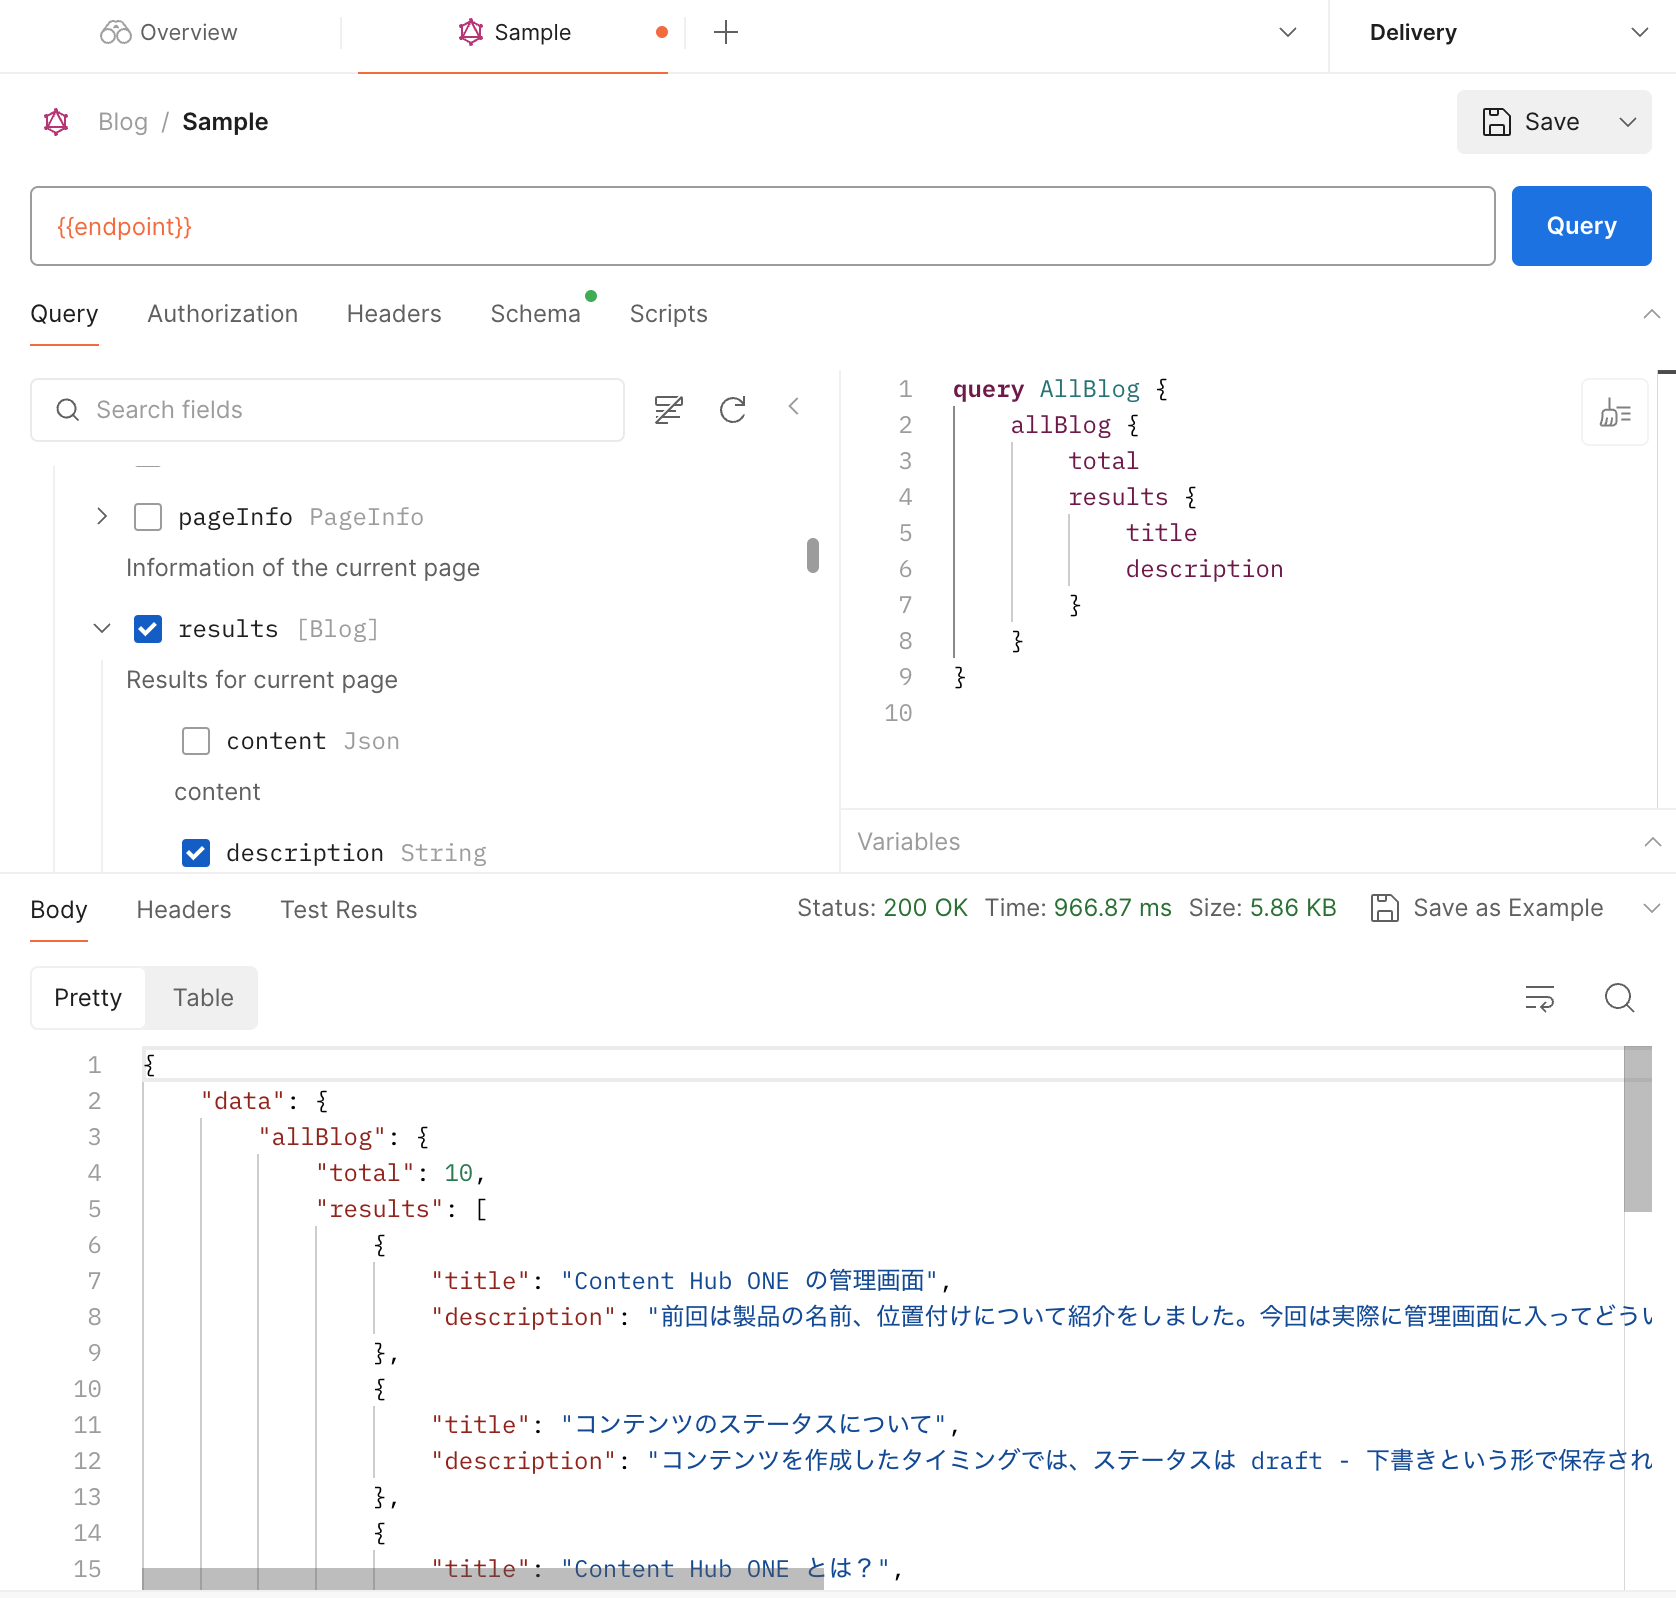 Overview
Sample
Delivery
Blog / Sample
Save
{{endpoint}}
Query
Query Authorization Headers Schema Scripts
Search fields
pageInfo PageInfo
Information of the current page
results [Blog]
Results for current page
content Json
content
description String
1 query AllBlog {
2 allBlog {
3 total
4 results {
5 title
6 description
7 }
8 }
9 }
10
Variables
Body Headers Test Results
Status: 200 OK Time: 966.87 ms Size: 5.86 KB Save as Example
Pretty Table
1 {
2 "data": {
3 "allBlog": {
4 "total": 10,
5 "results": [
6 {
7 "title": "Content Hub ONE の管理画面",
8 "description": "前回は製品の名前、位置付けについて紹介をしました。今回は実際に管理画面に入ってどうい
9 },
10 {
11 "title": "コンテンツのステータスについて",
12 "description": "コンテンツを作成したタイミングでは、ステータスは draft - 下書きという形で保存され
13 },
14 {
15 "title": "Content Hub ONE とは？",